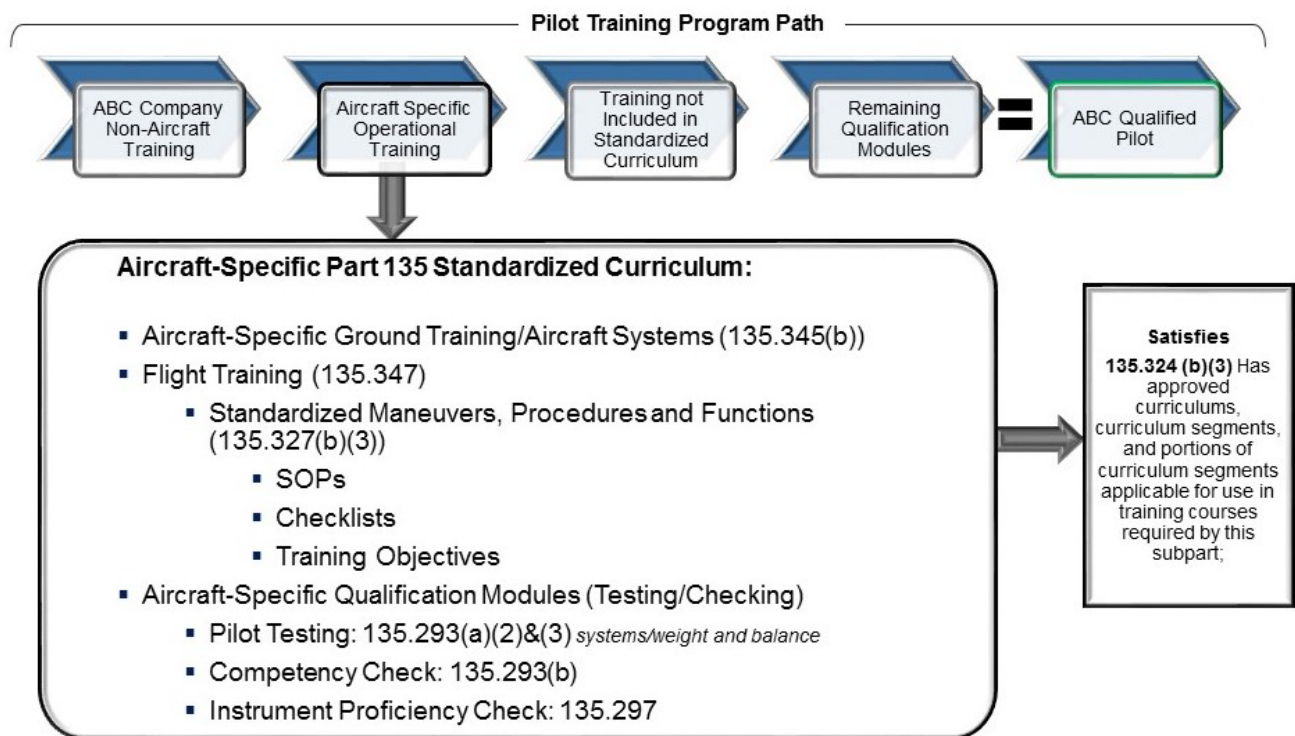 Pilot Training Program Path
ABC Company
Non-Aircraft
Training
Aircraft Specific
Operational
Training
Training not
Included in
Standardized
Curriculum
Remaining
Qualification
Modules
=
ABC Qualified
Pilot
Aircraft-Specific Part 135 Standardized Curriculum:
▪ Aircraft-Specific Ground Training/Aircraft Systems (135.345(b))
▪ Flight Training (135.347)
▪ Standardized Maneuvers, Procedures and Functions
(135.327(b)(3))
▪ SOPs
▪ Checklists
▪ Training Objectives
▪ Aircraft-Specific Qualification Modules (Testing/Checking)
▪ Pilot Testing: 135.293(a)(2)&(3) systems/weight and balance
▪ Competency Check: 135.293(b)
▪ Instrument Proficiency Check: 135.297
Satisfies
135.324 (b)(3) Has
approved
curriculums,
curriculum segments,
and portions of
curriculum segments
applicable for use in
training courses
required by this
subpart;